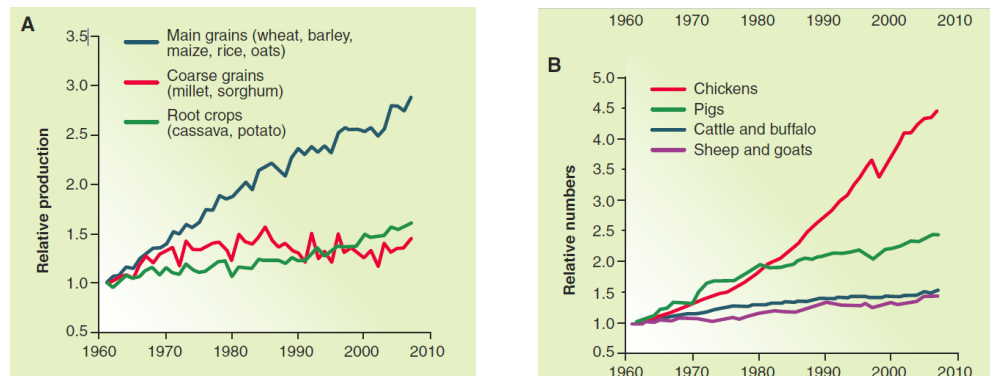 A
3.5
3.0
2.5
2.0
1.5
1.0
0.5
Relative production
Main grains (wheat, barley,
maize, rice, oats)
Coarse grains
(millet, sorghum)
Root crops
(cassava, potato)
1960 1970 1980 1990 2000 2010
1960 1970 1980 1990 2000 2010
B
5.0
4.5
4.0
3.5
3.0
2.5
2.0
1.5
1.0
0.5
Relative numbers
Chickens
Pigs
Cattle and buffalo
Sheep and goats
1960 1970 1980 1990 2000 2010